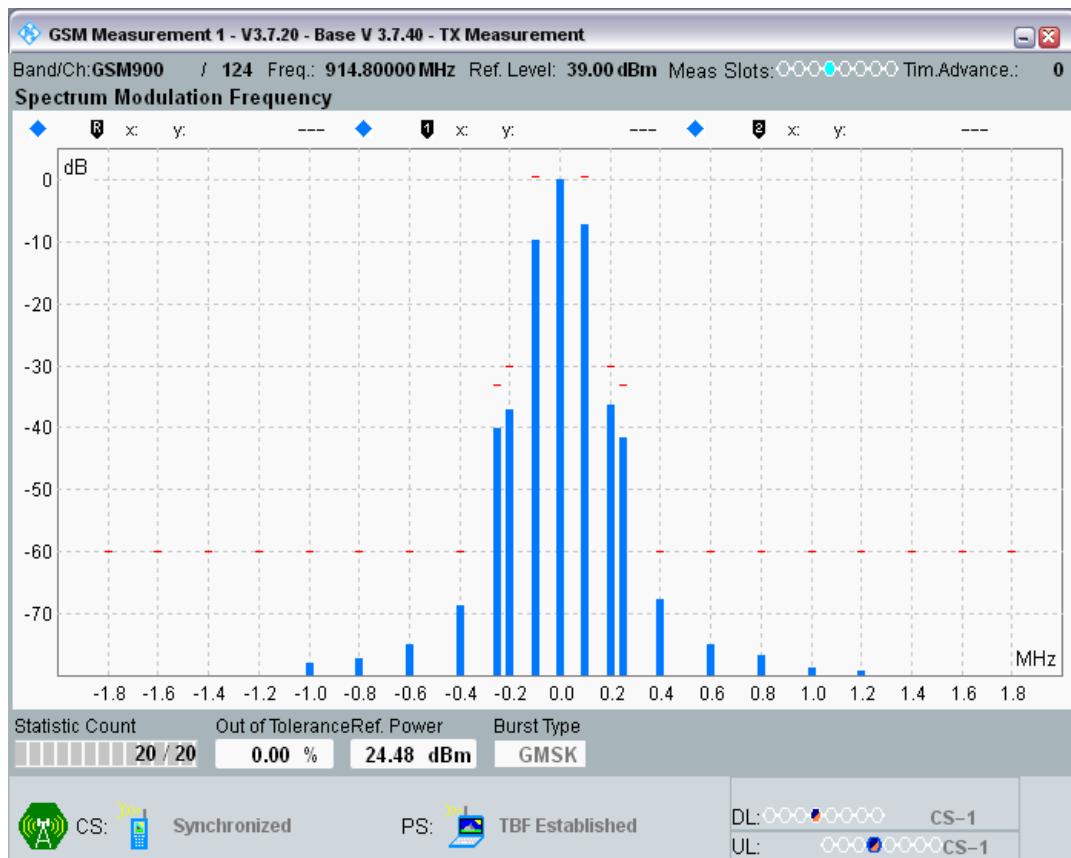 GSM Measurement 1 - V3.7.20 - Base V 3.7.40 - TX Measurement
Band/Ch:GSM900 / 124 Freq.: 914.80000 MHz Ref. Level: 39.00 dBm Meas Slots: Tim.Advance.: 0
Spectrum Modulation Frequency
R x: y: --- 1 x: y: --- 2 x: y: ---
dB
0
-10
-20
-30
-40
-50
-60
-70
MHz
-1.8 -1.6 -1.4 -1.2 -1.0 -0.8 -0.6 -0.4 -0.2 0.0 0.2 0.4 0.6 0.8 1.0 1.2 1.4 1.6 1.8
Statistic Count Out of Tolerance Ref. Power Burst Type
20 / 20 0.00 % 24.48 dBm GMSK
CS: Synchronized PS: TBF Established
DL: CS-1
UL: CS-1